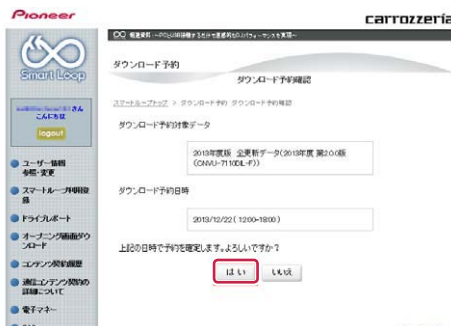 Pioneer
carrozzeria
ダウンロード予約
ダウンロード予約確認
Smart Loop
スマートループトップ > ダウンロード予約 ダウンロード予約確認
さん
こんにちは
logout
ダウンロード予約対象データ
2013年度版 全更新データ(2013年度 第2.0.0版
(CNVU-7110DL-F))
ユーザー情報
参照・変更
スマートループ利用登
録
ダウンロード予約日時
ドライブレポート
2013/12/22 ( 12:00-18:00 )
オープニング画面ダウ
ンロード
上記の日時で予約を確定します。よろしいですか？
コンテンツ契約履歴
はい
いいえ
通信コンテンツ契約の
詳細について
電子マネー